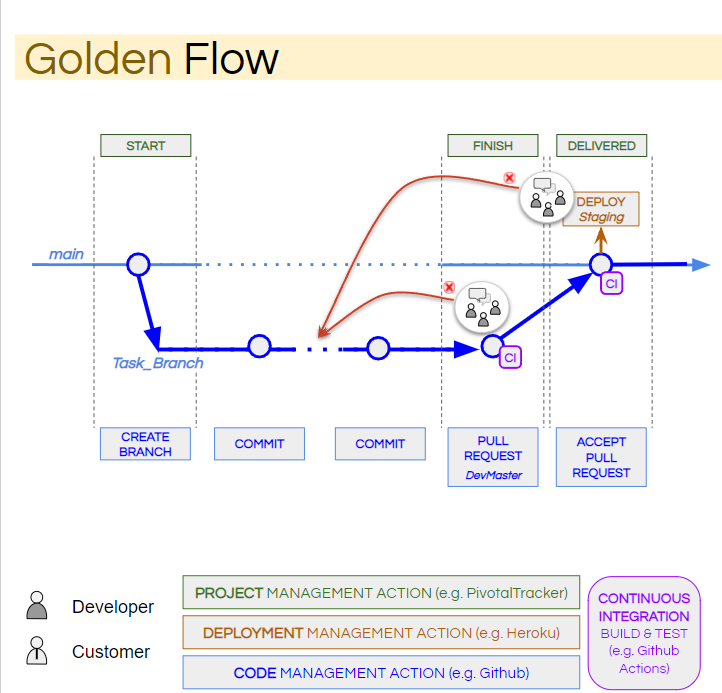 Golden Flow
START
FINISH
DELIVERED
DEPLOY
Staging
main
CI
Task_Branch
CI
CREATE
BRANCH
COMMIT
COMMIT
PULL
REQUEST
DevMaster
ACCEPT
PULL
REQUEST
Developer
Customer
PROJECT MANAGEMENT ACTION (e.g. PivotalTracker)
DEPLOYMENT MANAGEMENT ACTION (e.g. Heroku)
CODE MANAGEMENT ACTION (e.g. Github)
CONTINUOUS
INTEGRATION
BUILD & TEST
(e.g. Github
Actions)